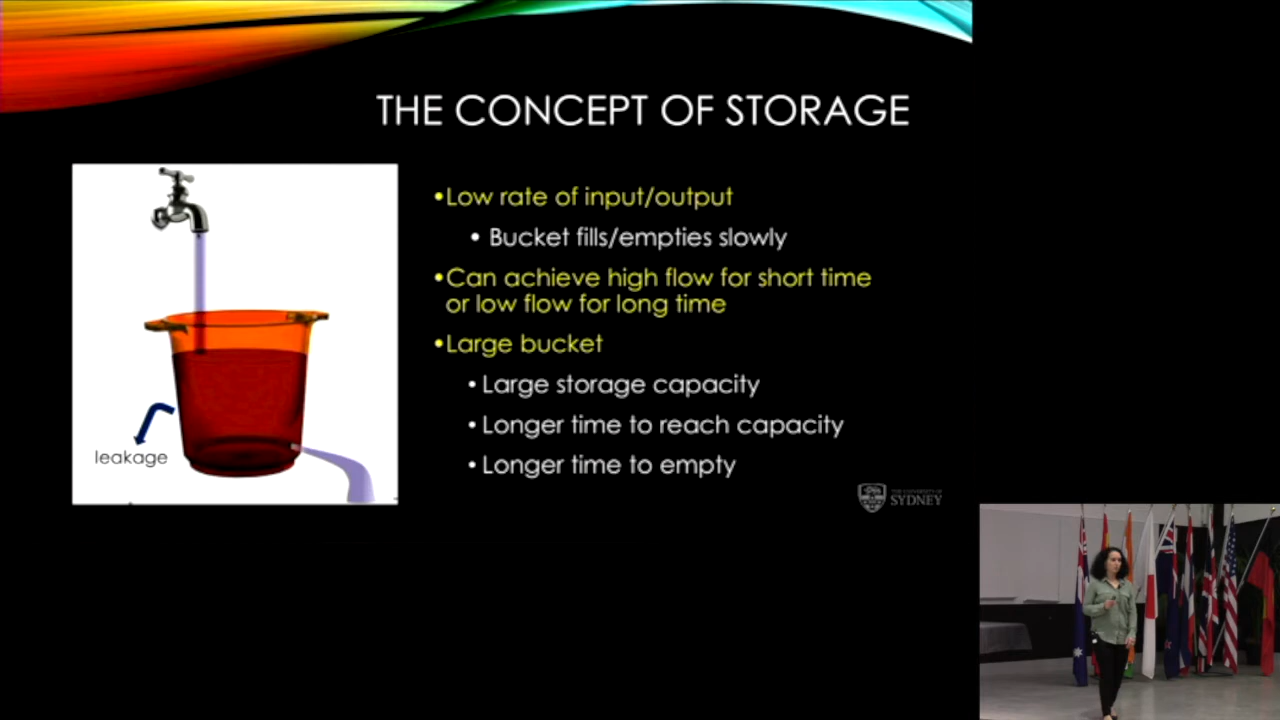 THE CONCEPT OF STORAGE
•Low rate of input/output
• Bucket fills/empties slowly
•Can achieve high flow for short time
or low flow for long time
•Large bucket
• Large storage capacity
• Longer time to reach capacity
• Longer time to empty
leakage
THE UNIVERSITY OF
SYDNEY